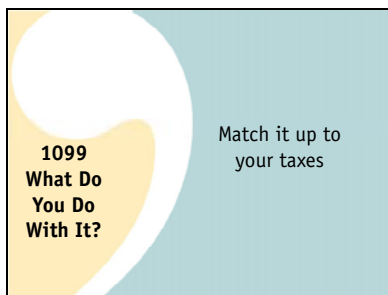 1099
What Do
You Do
With It?
Match it up to
your taxes